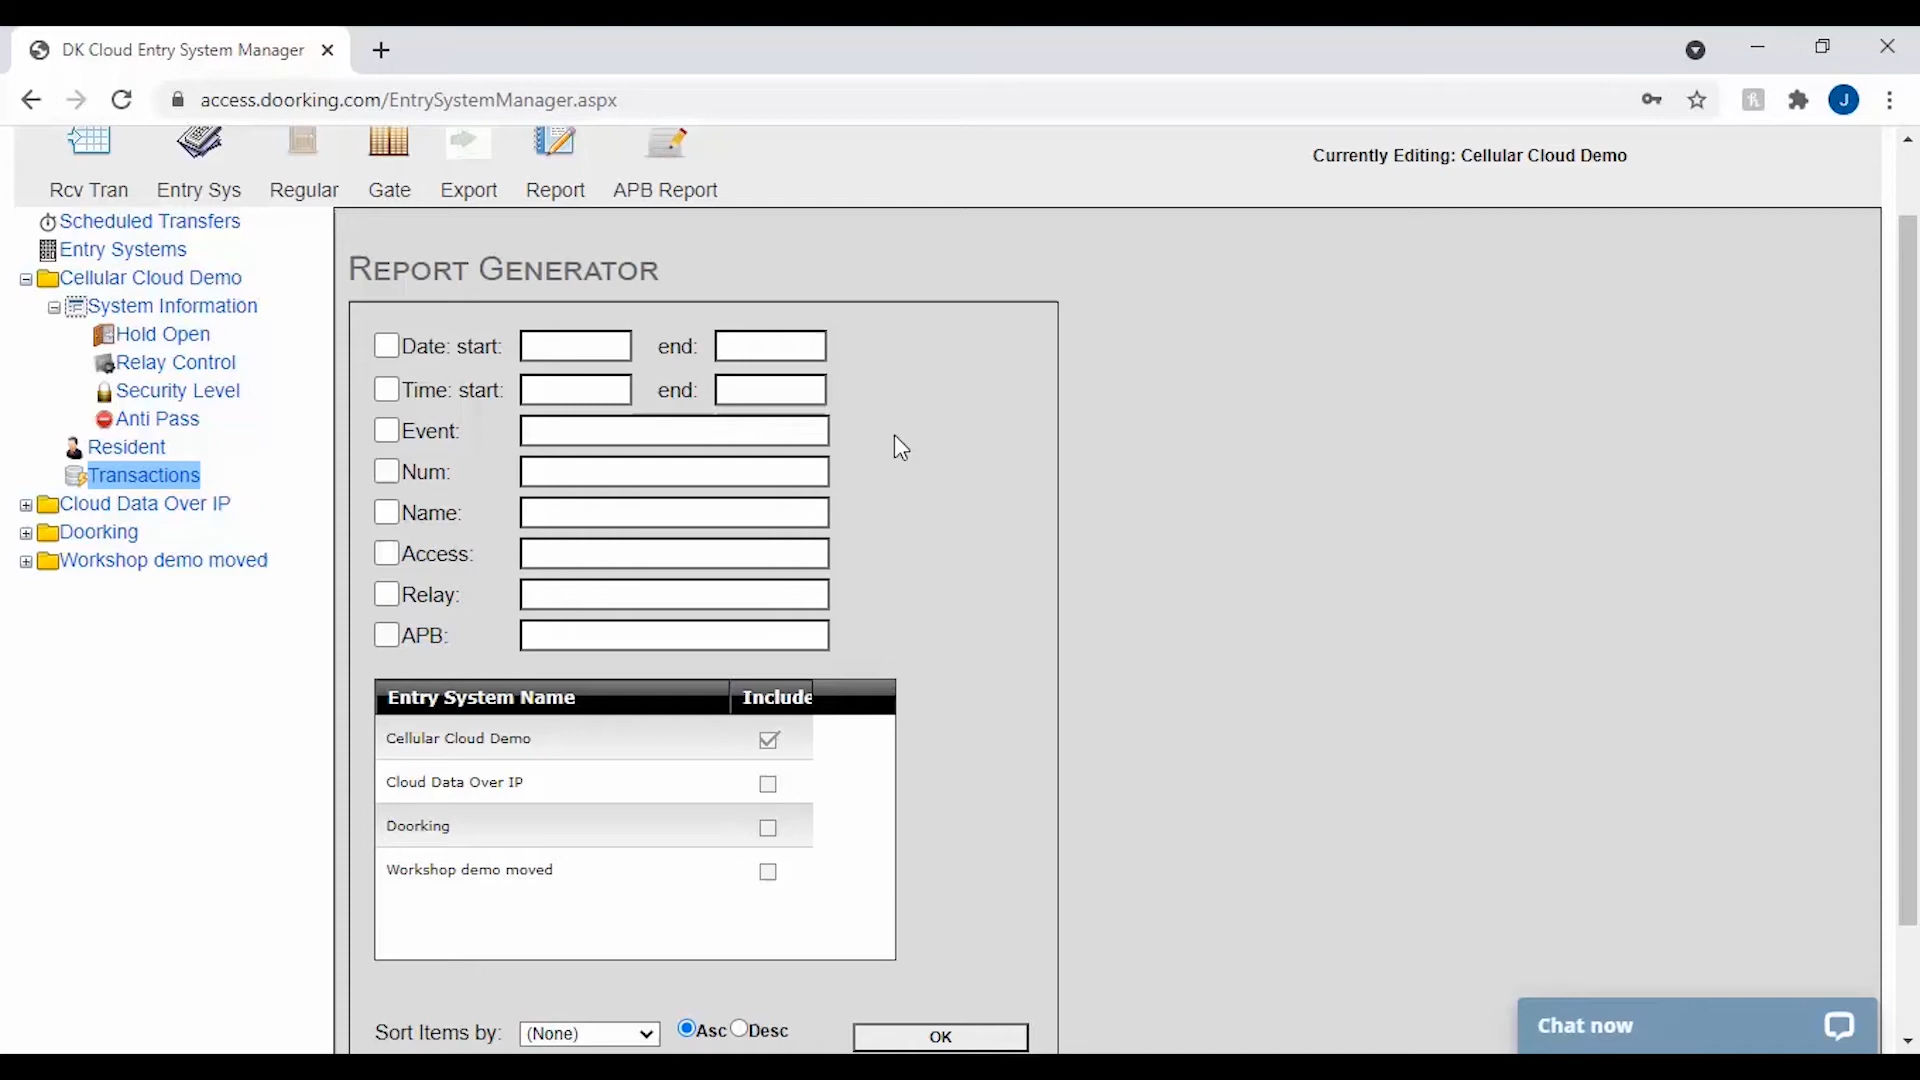 DK Cloud Entry System Manager
access.doorking.com/EntrySystemManager.aspx
J
Currently Editing: Cellular Cloud Demo
Rcv Tran Entry Sys Regular Gate Export Report APB Report
Scheduled Transfers
Entry Systems
Cellular Cloud Demo
System Information
Hold Open
Relay Control
Security Level
Anti Pass
Resident
Transactions
Cloud Data Over IP
Doorking
Workshop demo moved
REPORT GENERATOR
Date: start: end:
Time: start: end:
Event:
Num:
Name:
Access:
Relay:
APB:
Entry System Name Include
Cellular Cloud Demo
Cloud Data Over IP
Doorking
Workshop demo moved
Sort Items by: (None) Asc Desc OK
Chat now